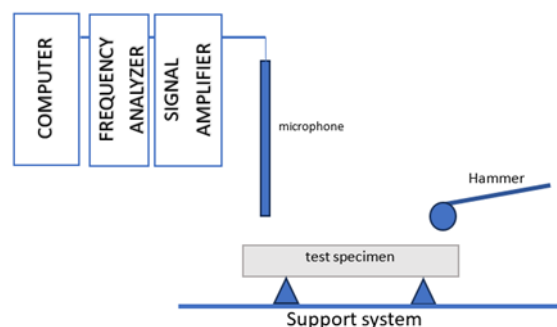 COMPUTER
FREQUENCY
ANALYZER
SIGNAL
AMPLIFIER
microphone
Hammer
test specimen
Support system